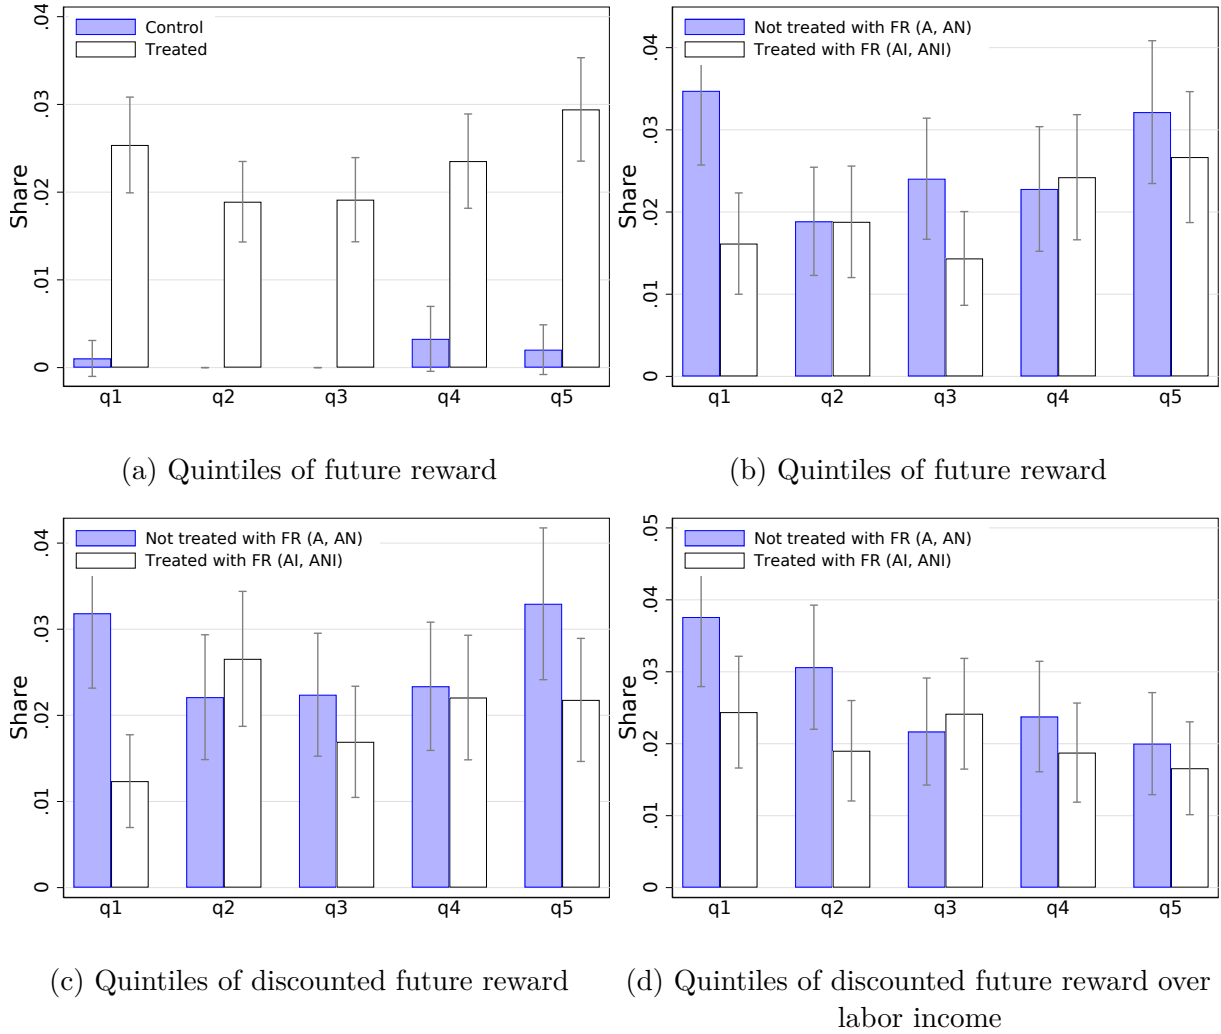 Control
Treated
Share
0
.01
.02
.03
.04
q1 q2 q3 q4 q5
(a) Quintiles of future reward
Not treated with FR (A, AN)
Treated with FR (AI, ANI)
Share
0
.01
.02
.03
.04
q1 q2 q3 q4 q5
(b) Quintiles of future reward
Not treated with FR (A, AN)
Treated with FR (AI, ANI)
Share
0
.01
.02
.03
.04
q1 q2 q3 q4 q5
(c) Quintiles of discounted future reward
Not treated with FR (A, AN)
Treated with FR (AI, ANI)
Share
0
.01
.02
.03
.04
.05
q1 q2 q3 q4 q5
(d) Quintiles of discounted future reward over
labor income